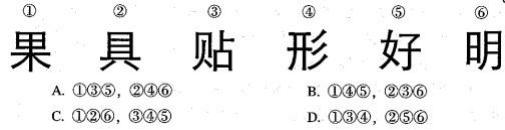 ① ② ③ ④ ⑤ ⑥
果 具 贴 形 好 明
A. ①③⑤，②④⑥ B. ①④⑤，②③⑥
C. ①②⑥，③④⑤ D. ①③④，②⑤⑥